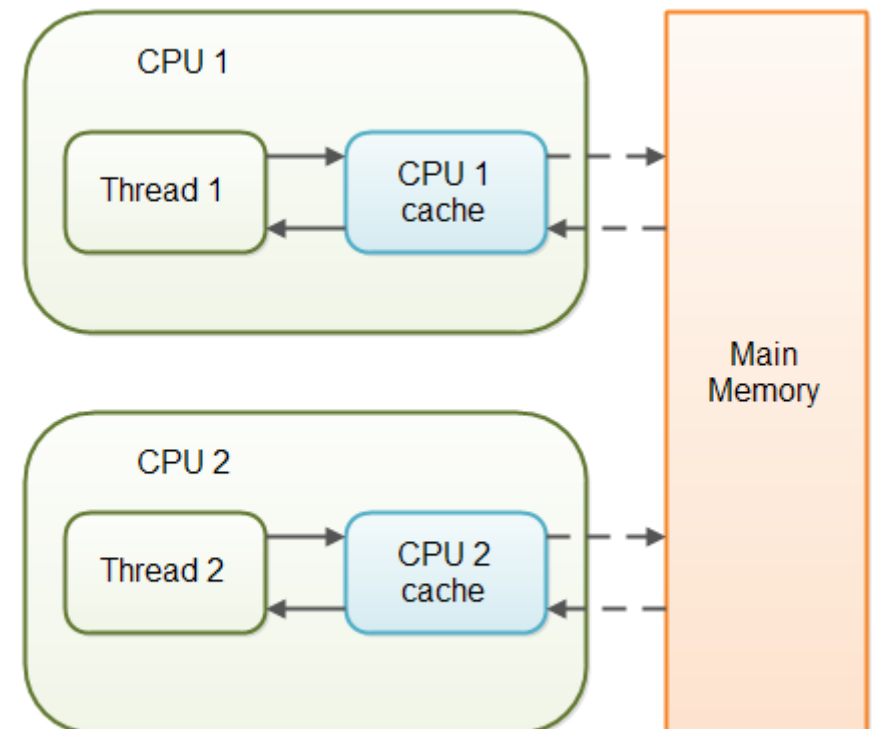 CPU 1
Thread 1
CPU 1
cache
Main
Memory
CPU 2
Thread 2
CPU 2
cache